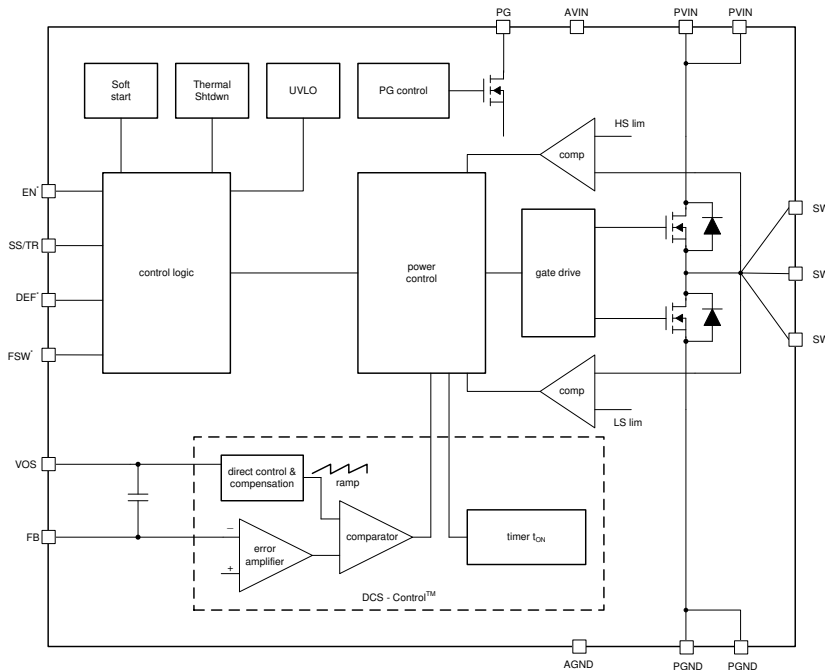 PG
AVIN
PVIN
PVIN
Soft
start
Thermal
Shtdwn
UVLO
PG control
HS lim
comp
EN*
SS/TR
DEF*
FSW*
control logic
power
control
gate drive
SW
SW
SW
comp
LS lim
VOS
FB
direct control &
compensation
ramp
–
+
error
amplifier
comparator
timer tON
DCS - Control™
AGND
PGND
PGND